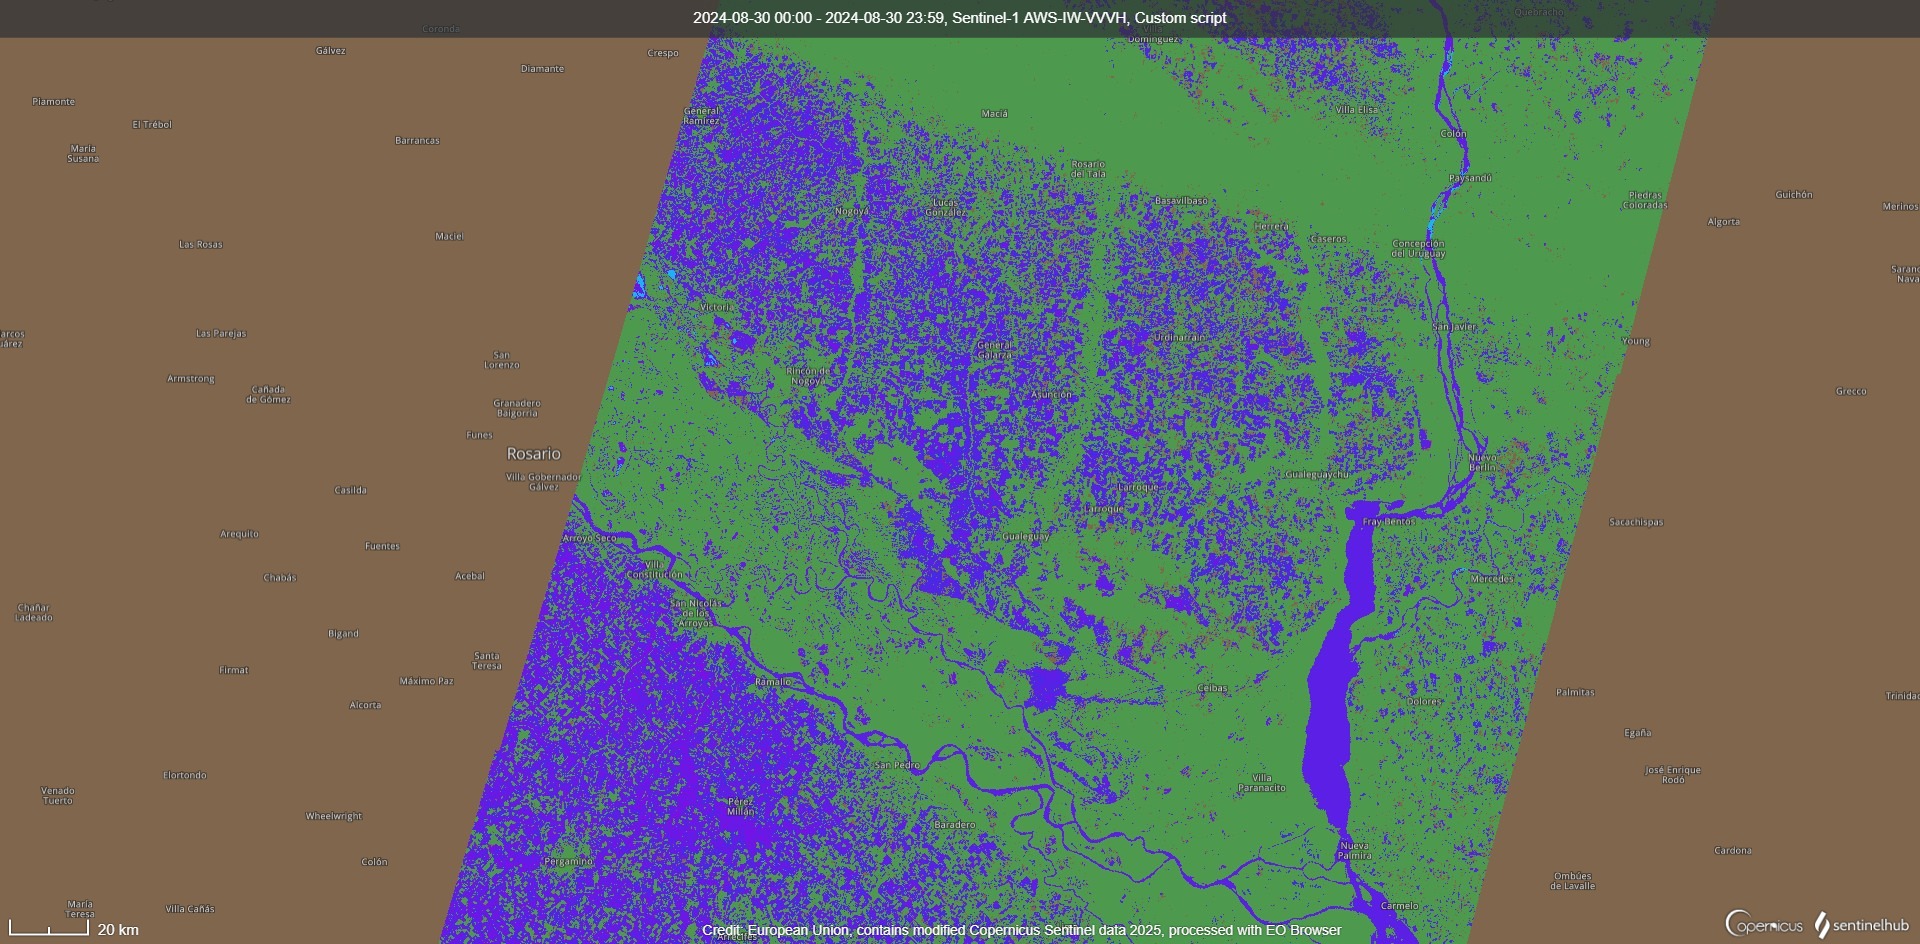 2024-08-30 00:00 - 2024-08-30 23:59, Sentinel-1 AWS-IW-VVVH, Custom script
Quebracho
Coronda
Domínguez
Gálvez
Crespo
Diamante
Piamonte
General
Ramírez
Villa Elisa
Maciá
El Trébol
Colón
Barrancas
María
Susana
Rosario
del Tala
Paysandú
Piedras
Coloradas
Guichón
Basavilbaso
Merinos
Lucas
González
Nogoyá
Algorta
Herrera
Maciel
Caseros
Las Rosas
Concepción
del Uruguay
Victoria
San Javier
Las Parejas
Urdinarrain
Young
General
Galarza
San
Lorenzo
Rincón de
Nogoyá
Armstrong
Cañada
de Gómez
Grecco
Asunción
Granadero
Baigorria
Funes
Rosario
Nuevo
Berlín
Gualeguaychú
Villa Gobernador
Gálvez
Casilda
Larroque
Larroque
Fray Bentos
Sacachispas
Arequito
Gualeguay
Arroyo Seco
Fuentes
Villa
Constitución
Chabás
Acebal
Mercedes
Chañar
Ladeado
San Nicolás
de los
Arroyos
Bigand
Santa
Teresa
Firmat
Máximo Paz
Ramallo
Ceibas
Palmitas
Trinidad
Alcorta
Dolores
Egaña
San Pedro
José Enrique
Rodó
Elortondo
Villa
Paranacito
Venado
Tuerto
Pérez
Millán
Wheelwright
Baradero
Nueva
Palmira
Cardona
Colón
Pergamino
Ombúes
de Lavalle
María
Teresa
Villa Cañás
Carmelo
20 km
Arrecifes
Credit: European Union, contains modified Copernicus Sentinel data 2025, processed with EO Browser
opernicus
sentinelhub